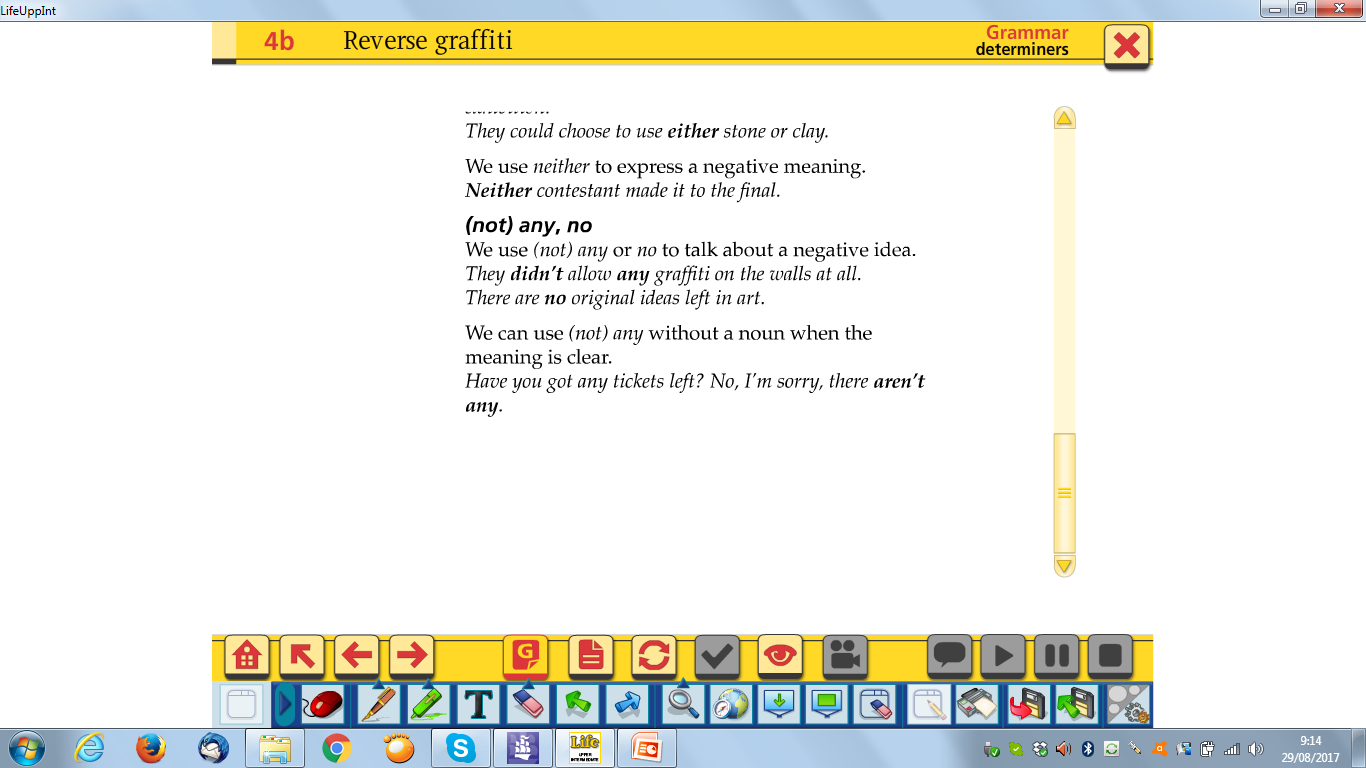 LifeUppInt
4b Reverse graffiti
Grammar
determiners
They could choose to use either stone or clay.
We use neither to express a negative meaning.
Neither contestant made it to the final.
(not) any, no
We use (not) any or no to talk about a negative idea.
They didn't allow any graffiti on the walls at all.
There are no original ideas left in art.
We can use (not) any without a noun when the
meaning is clear.
Have you got any tickets left? No, I'm sorry, there aren't
any.
G
T
Life
UPPER
INTERMEDIATE
9:14
29/08/2017